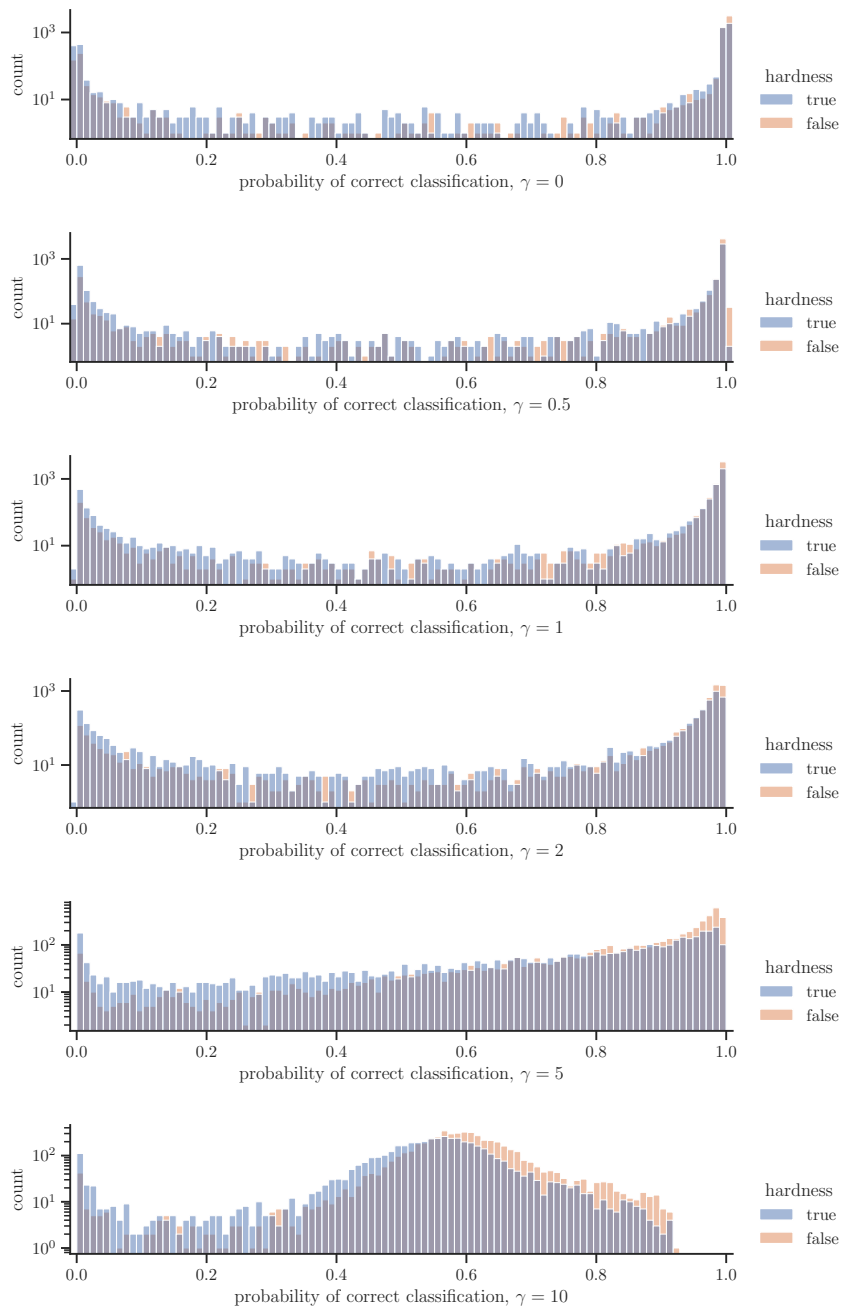 10³
10¹
count
0.0 0.2 0.4 0.6 0.8 1.0
probability of correct classification, γ = 0
hardness
true
false
10³
10¹
count
0.0 0.2 0.4 0.6 0.8 1.0
probability of correct classification, γ = 0.5
hardness
true
false
10³
10¹
count
0.0 0.2 0.4 0.6 0.8 1.0
probability of correct classification, γ = 1
hardness
true
false
10³
10¹
count
0.0 0.2 0.4 0.6 0.8 1.0
probability of correct classification, γ = 2
hardness
true
false
10²
10¹
count
0.0 0.2 0.4 0.6 0.8 1.0
probability of correct classification, γ = 5
hardness
true
false
10²
10¹
10⁰
count
0.0 0.2 0.4 0.6 0.8 1.0
probability of correct classification, γ = 10
hardness
true
false